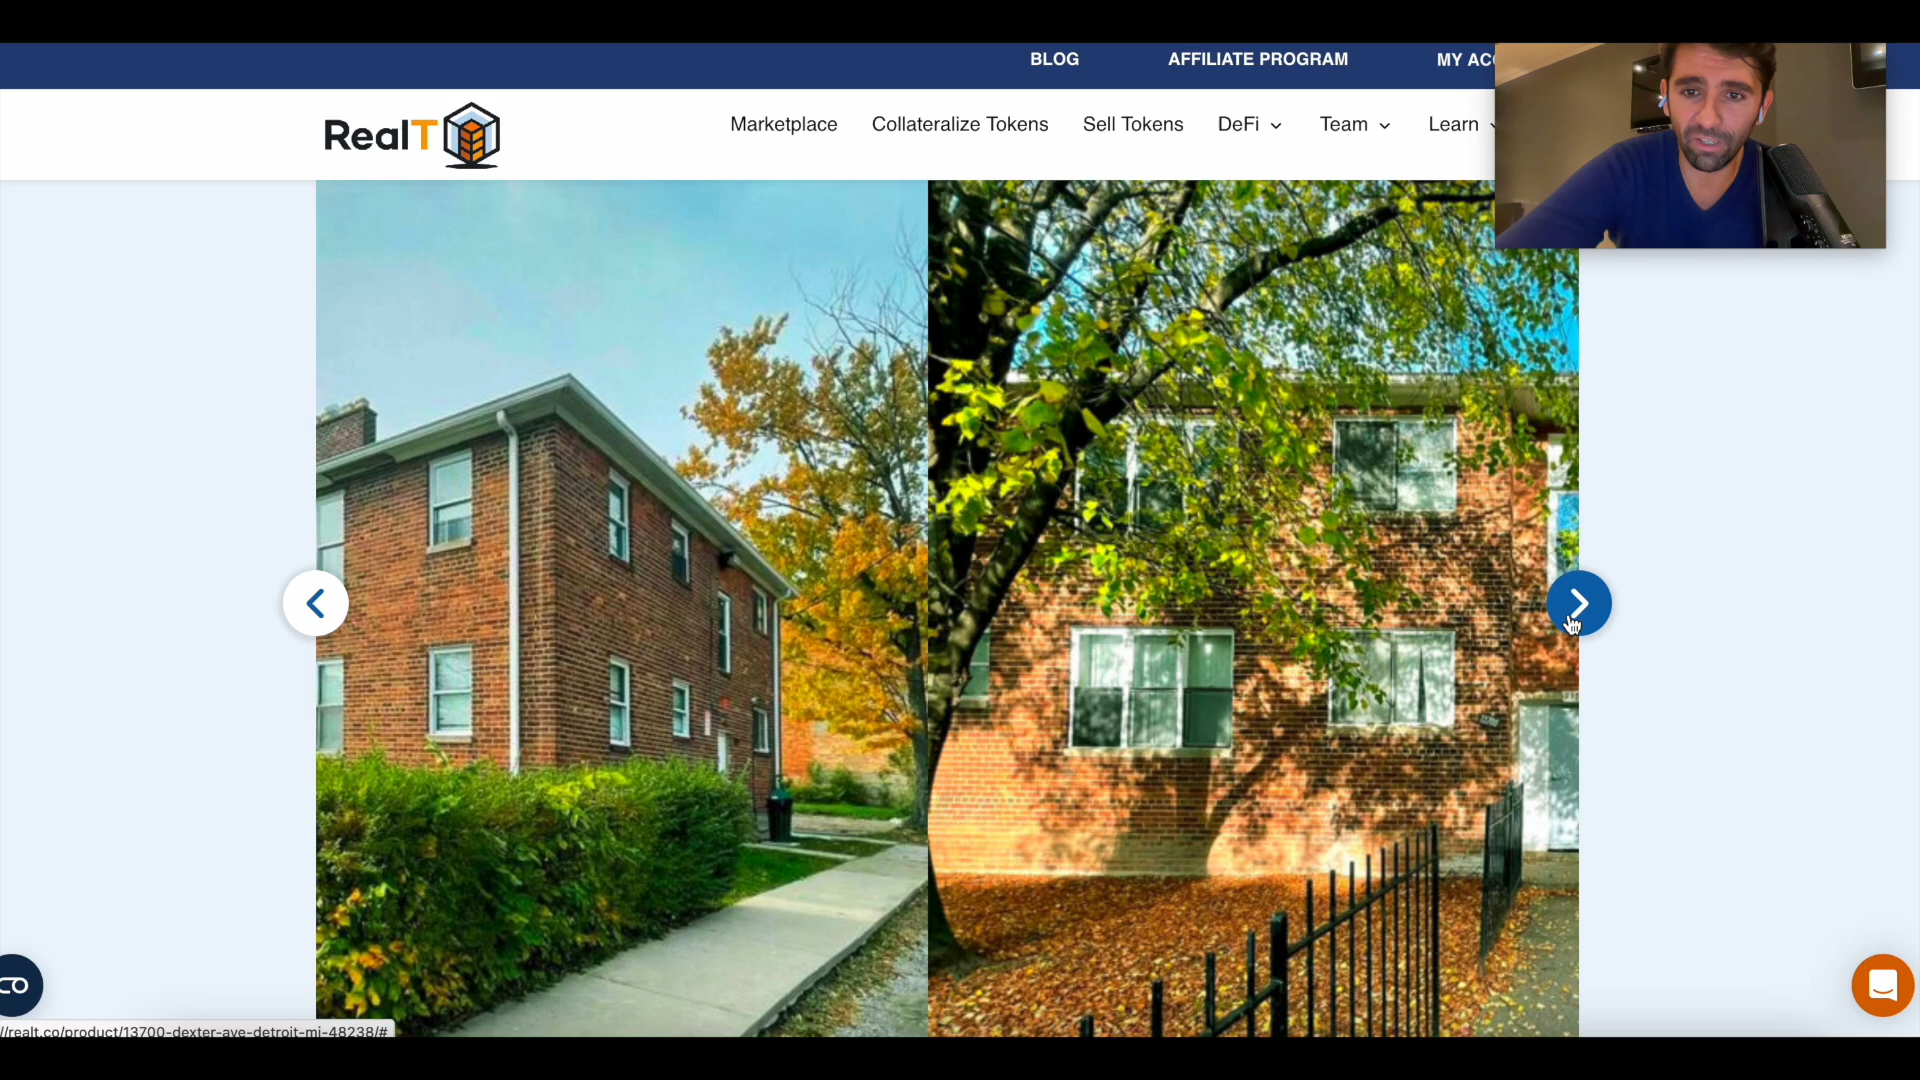 BLOG AFFILIATE PROGRAM MY ACC
RealT
Marketplace Collateralize Tokens Sell Tokens DeFi Team Learn
//realt.co/product/13700-dexter-ave-detroit-mi-48238/#